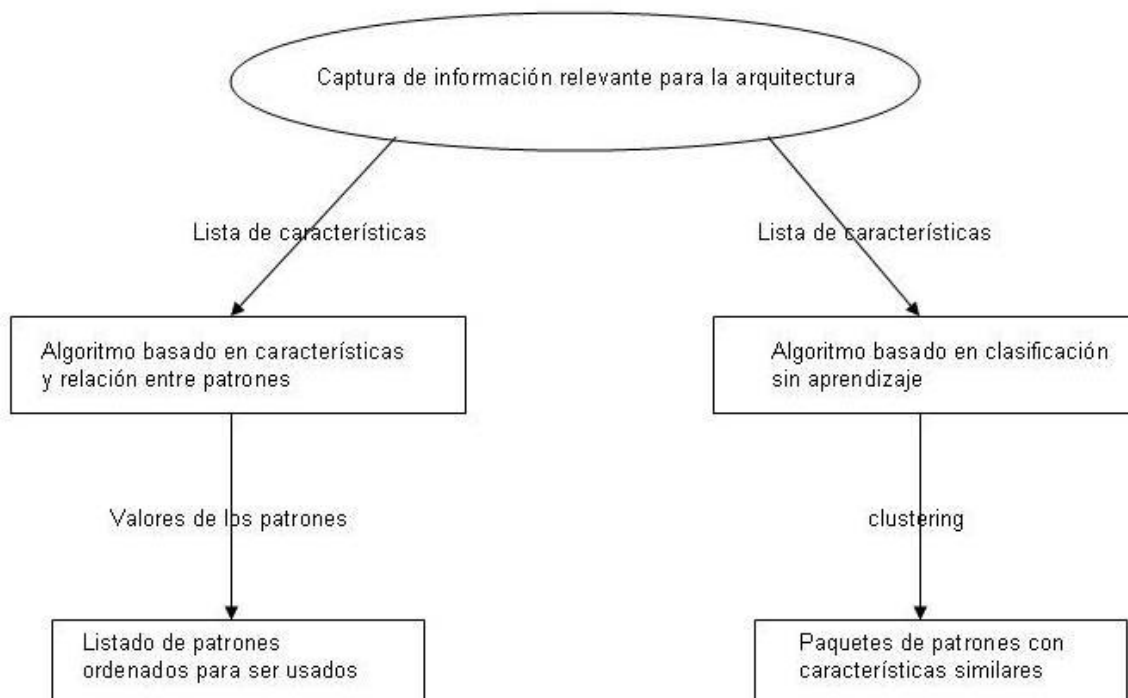 Captura de información relevante para la arquitectura
Lista de características
Lista de características
Algoritmo basado en características
y relación entre patrones
Algoritmo basado en clasificación
sin aprendizaje
Valores de los patrones
clustering
Listado de patrones
ordenados para ser usados
Paquetes de patrones con
características similares